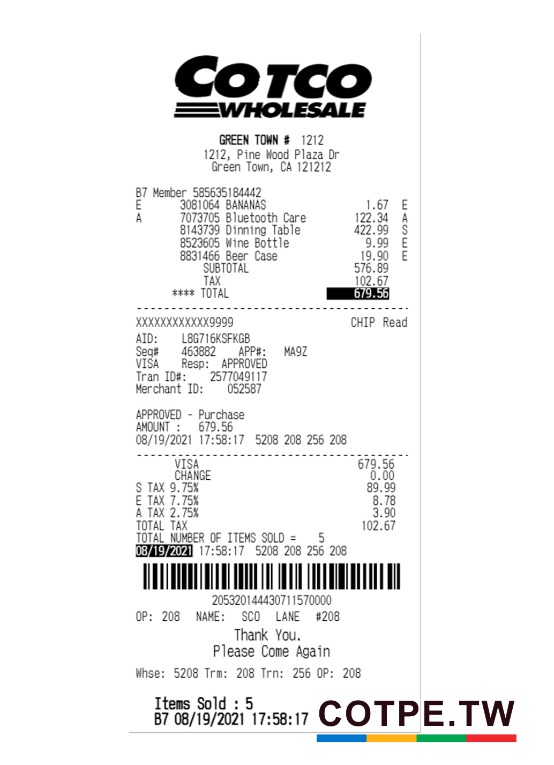 COTCO
WHOLESALE
GREEN TOWN # 1212
1212, Pine Wood Plaza Dr
Green Town, CA 121212
B7 Member 585635184442
E 3081064 BANANAS 1.67 E
A 7073705 Bluetooth Care 122.34 A
8143739 Dinning Table 422.99 S
8523605 Wine Bottle 9.99 E
8831466 Beer Case 19.90 E
SUBTOTAL 576.89
TAX 102.67
**** TOTAL 679.56
XXXXXXXXXXXX9999 CHIP Read
AID: L8G716KSFKGB
Seq# 463882 APP#: MA9Z
VISA Resp: APPROVED
Tran ID#: 2577049117
Merchant ID: 052587
APPROVED - Purchase
AMOUNT : 679.56
08/19/2021 17:58:17 5208 208 256 208
VISA 679.56
CHANGE 0.00
S TAX 9.75% 89.99
E TAX 7.75% 8.78
A TAX 2.75% 3.90
TOTAL TAX 102.67
TOTAL NUMBER OF ITEMS SOLD = 5
08/19/2021 17:58:17 5208 208 256 208
205320144430711570000
OP: 208 NAME: SCO LANE #208
Thank You.
Please Come Again
Whse: 5208 Trm: 208 Trn: 256 OP: 208
Items Sold : 5
B7 08/19/2021 17:58:17
COTPE.TW